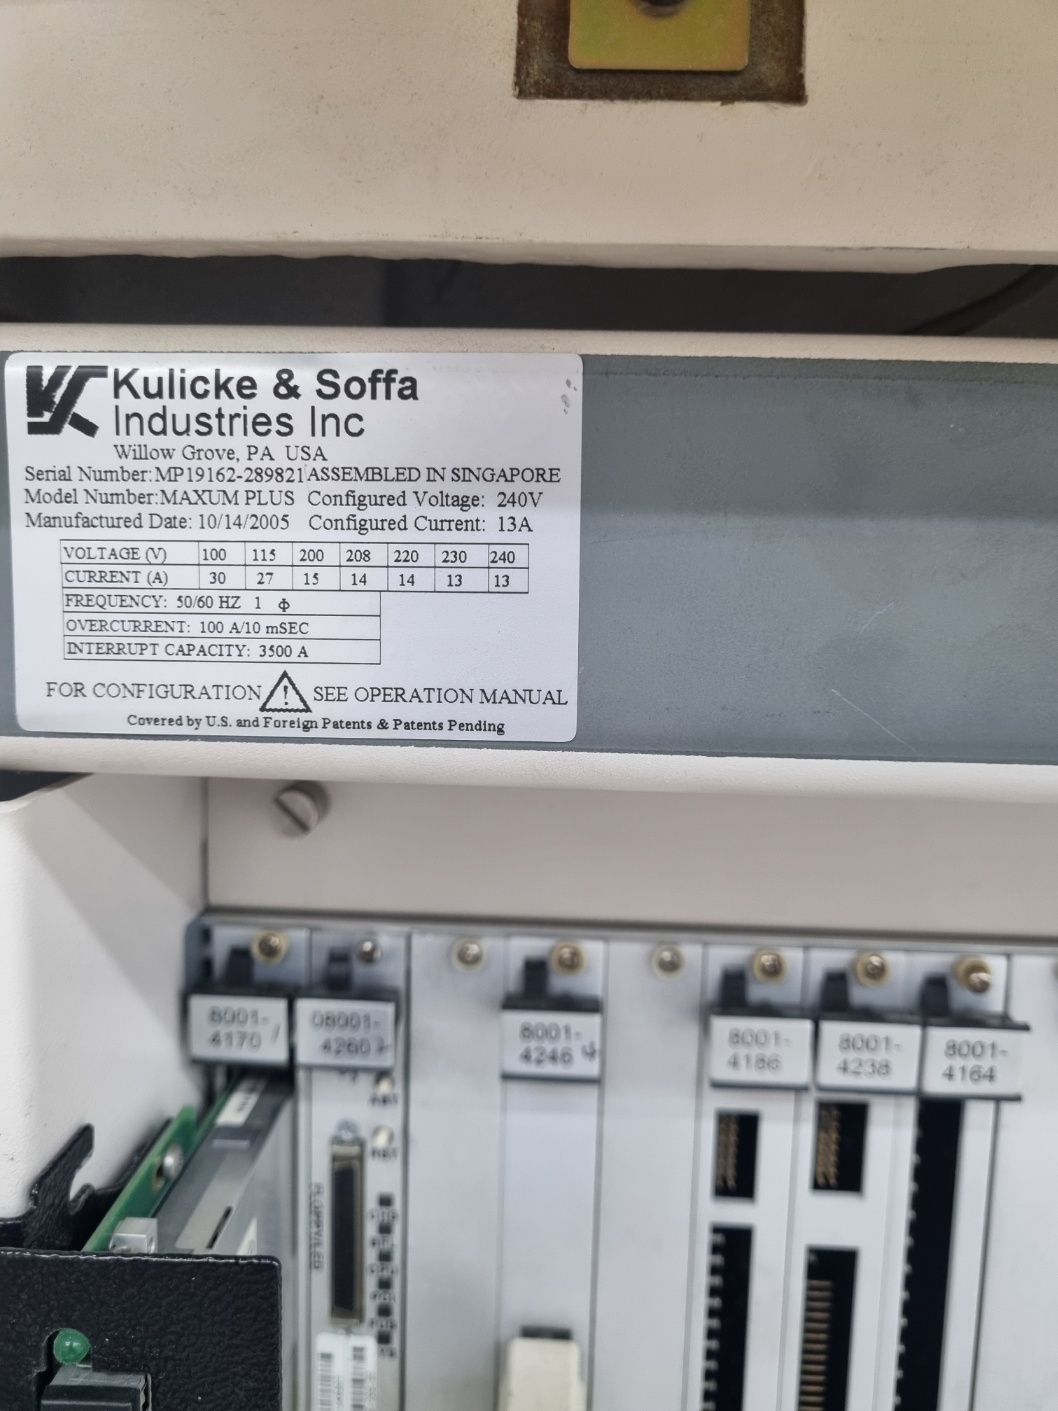 Kulicke & Soffa
Industries Inc
Willow Grove, PA USA
Serial Number:MP19162-289821 ASSEMBLED IN SINGAPORE
Model Number:MAXUM PLUS Configured Voltage: 240V
Manufactured Date: 10/14/2005 Configured Current: 13A
VOLTAGE (V) 100 115 200 208 220 230 240
CURRENT (A) 30 27 15 14 14 13 13
FREQUENCY: 50/60 HZ 1 ϕ
OVERCURRENT: 100 A/10 mSEC
INTERRUPT CAPACITY: 3500 A
FOR CONFIGURATION ! SEE OPERATION MANUAL
Covered by U.S. and Foreign Patents & Patents Pending
8001-
4170
08001-
4260
8001-
4246
8001-
4186
8001-
4238
8001-
4164